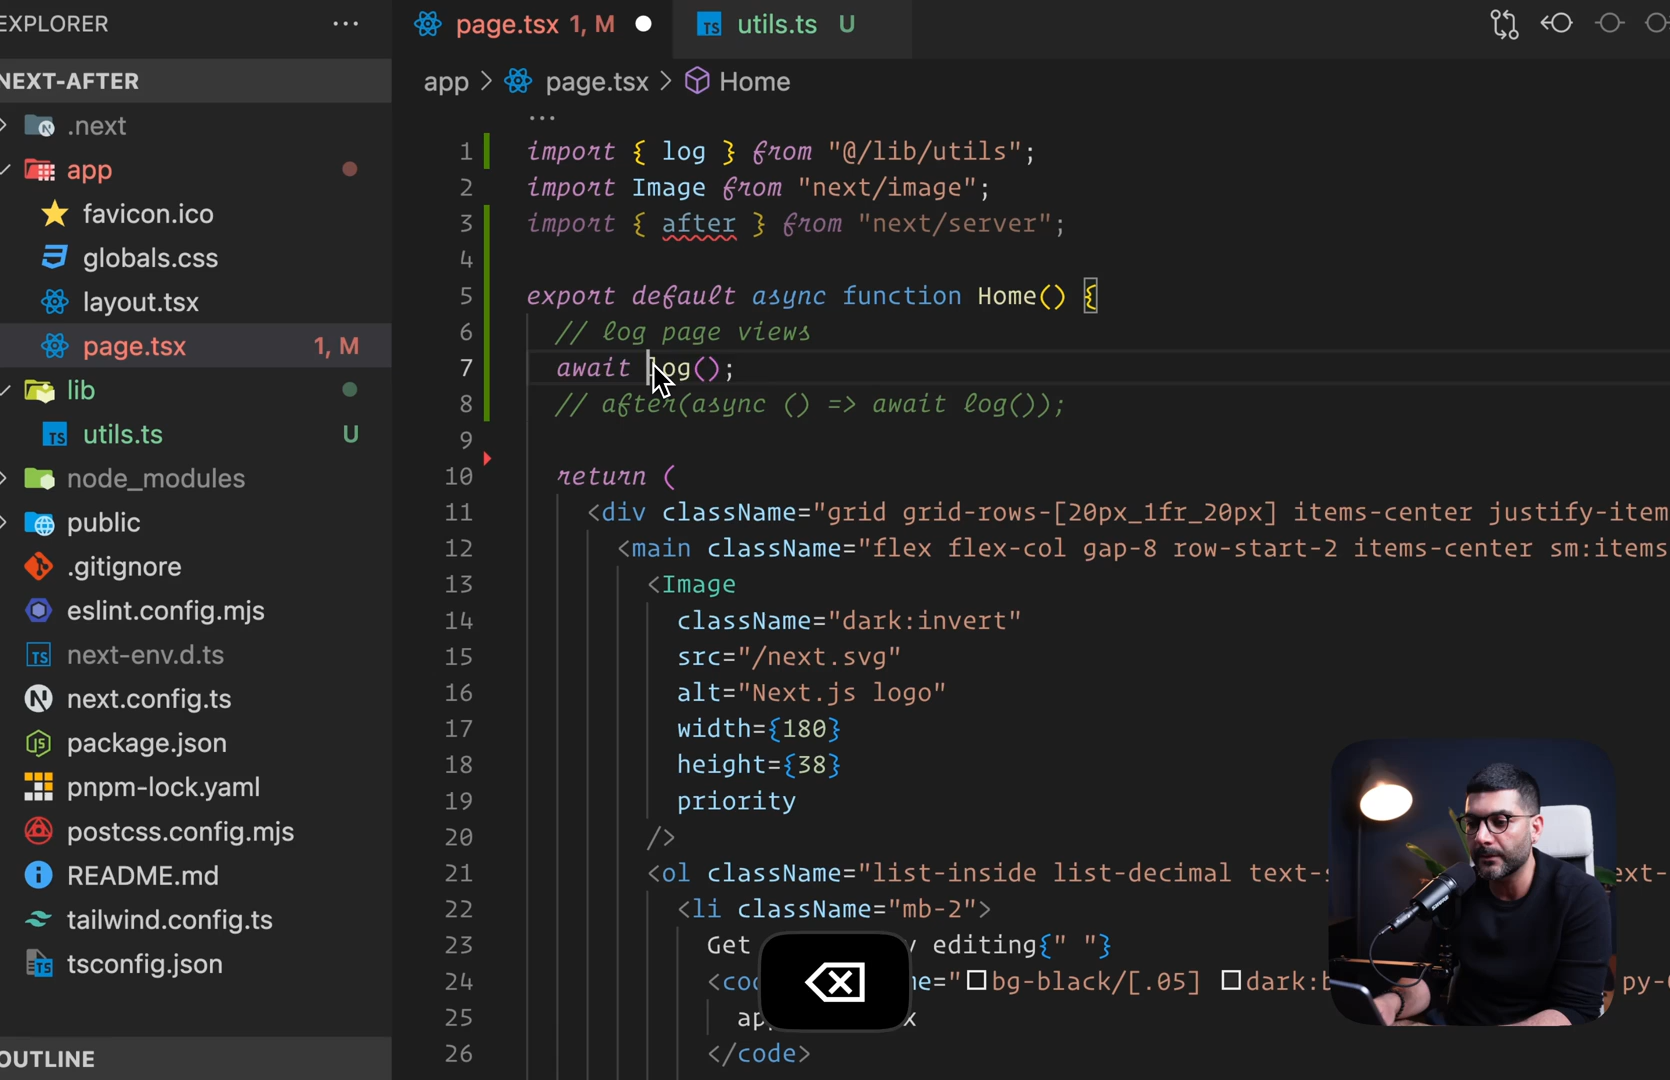 EXPLORER
page.tsx 1, M
utils.ts U
NEXT-AFTER
app > page.tsx > Home
.next
app
favicon.ico
globals.css
layout.tsx
page.tsx 1, M
lib
utils.ts U
node_modules
public
.gitignore
eslint.config.mjs
next-env.d.ts
next.config.ts
package.json
pnpm-lock.yaml
postcss.config.mjs
README.md
tailwind.config.ts
tsconfig.json
OUTLINE
1 import { log } from "@/lib/utils";
2 import Image from "next/image";
3 import { after } from "next/server";
4
5 export default async function Home() {
6 // log page views
7 await log();
8 // after(async () => await log());
9
10 return (
11 <div className="grid grid-rows-[20px_1fr_20px] items-center justify-item
12 <main className="flex flex-col gap-8 row-start-2 items-center sm:items
13 <Image
14 className="dark:invert"
15 src="/next.svg"
16 alt="Next.js logo"
17 width={180}
18 height={38}
19 priority
20 />
21 <ol className="list-inside list-decimal text-
22 <li className="mb-2">
23 Get editing{" "}
24 bg-black/[.05]
25
26 </code>